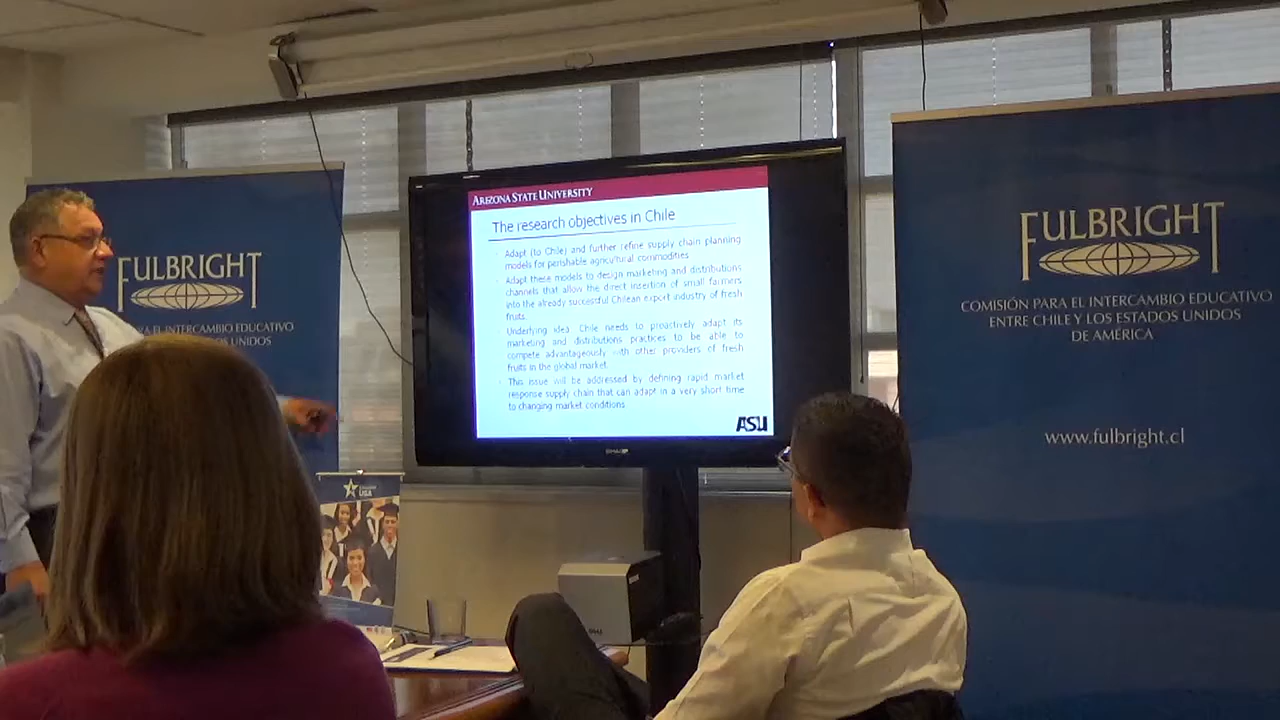 FULBRIGHT
PARA EL INTERCAMBIO EDUCATIVO
UNIDOS
ARIZONA STATE UNIVERSITY
The research objectives in Chile
Adapt (to Chile) and further refine supply chain planning
models for perishable agricultural commodities
Adapt these models to design marketing and distributions
channels that allow the direct insertion of small farmers
into the already successful Chilean export industry of fresh
fruits.
Underlying idea: Chile needs to proactively adapt its
marketing and distributions practices to be able to
compete advantageously with other providers of fresh
fruits in the global market.
This issue will be addressed by defining rapid market
response supply chain that can adapt in a very short time
to changing market conditions
ASU
USA
FULBRIGHT
COMISIÓN PARA EL INTERCAMBIO EDUCATIVO
ENTRE CHILE Y LOS ESTADOS UNIDOS
DE AMÉRICA
www.fulbright.cl